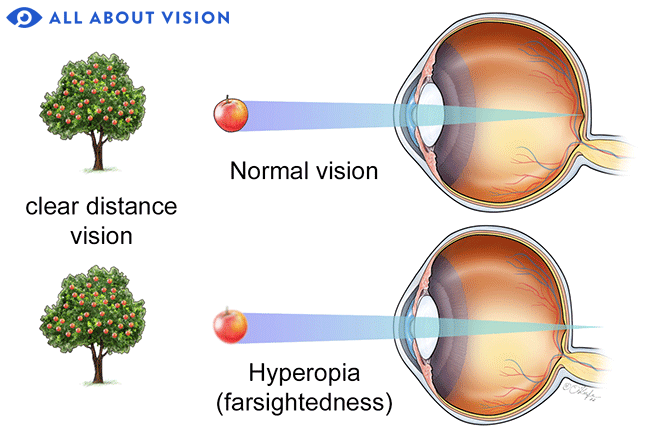 ALL ABOUT VISION
Normal vision
clear distance
vision
Hyperopia
(farsightedness)